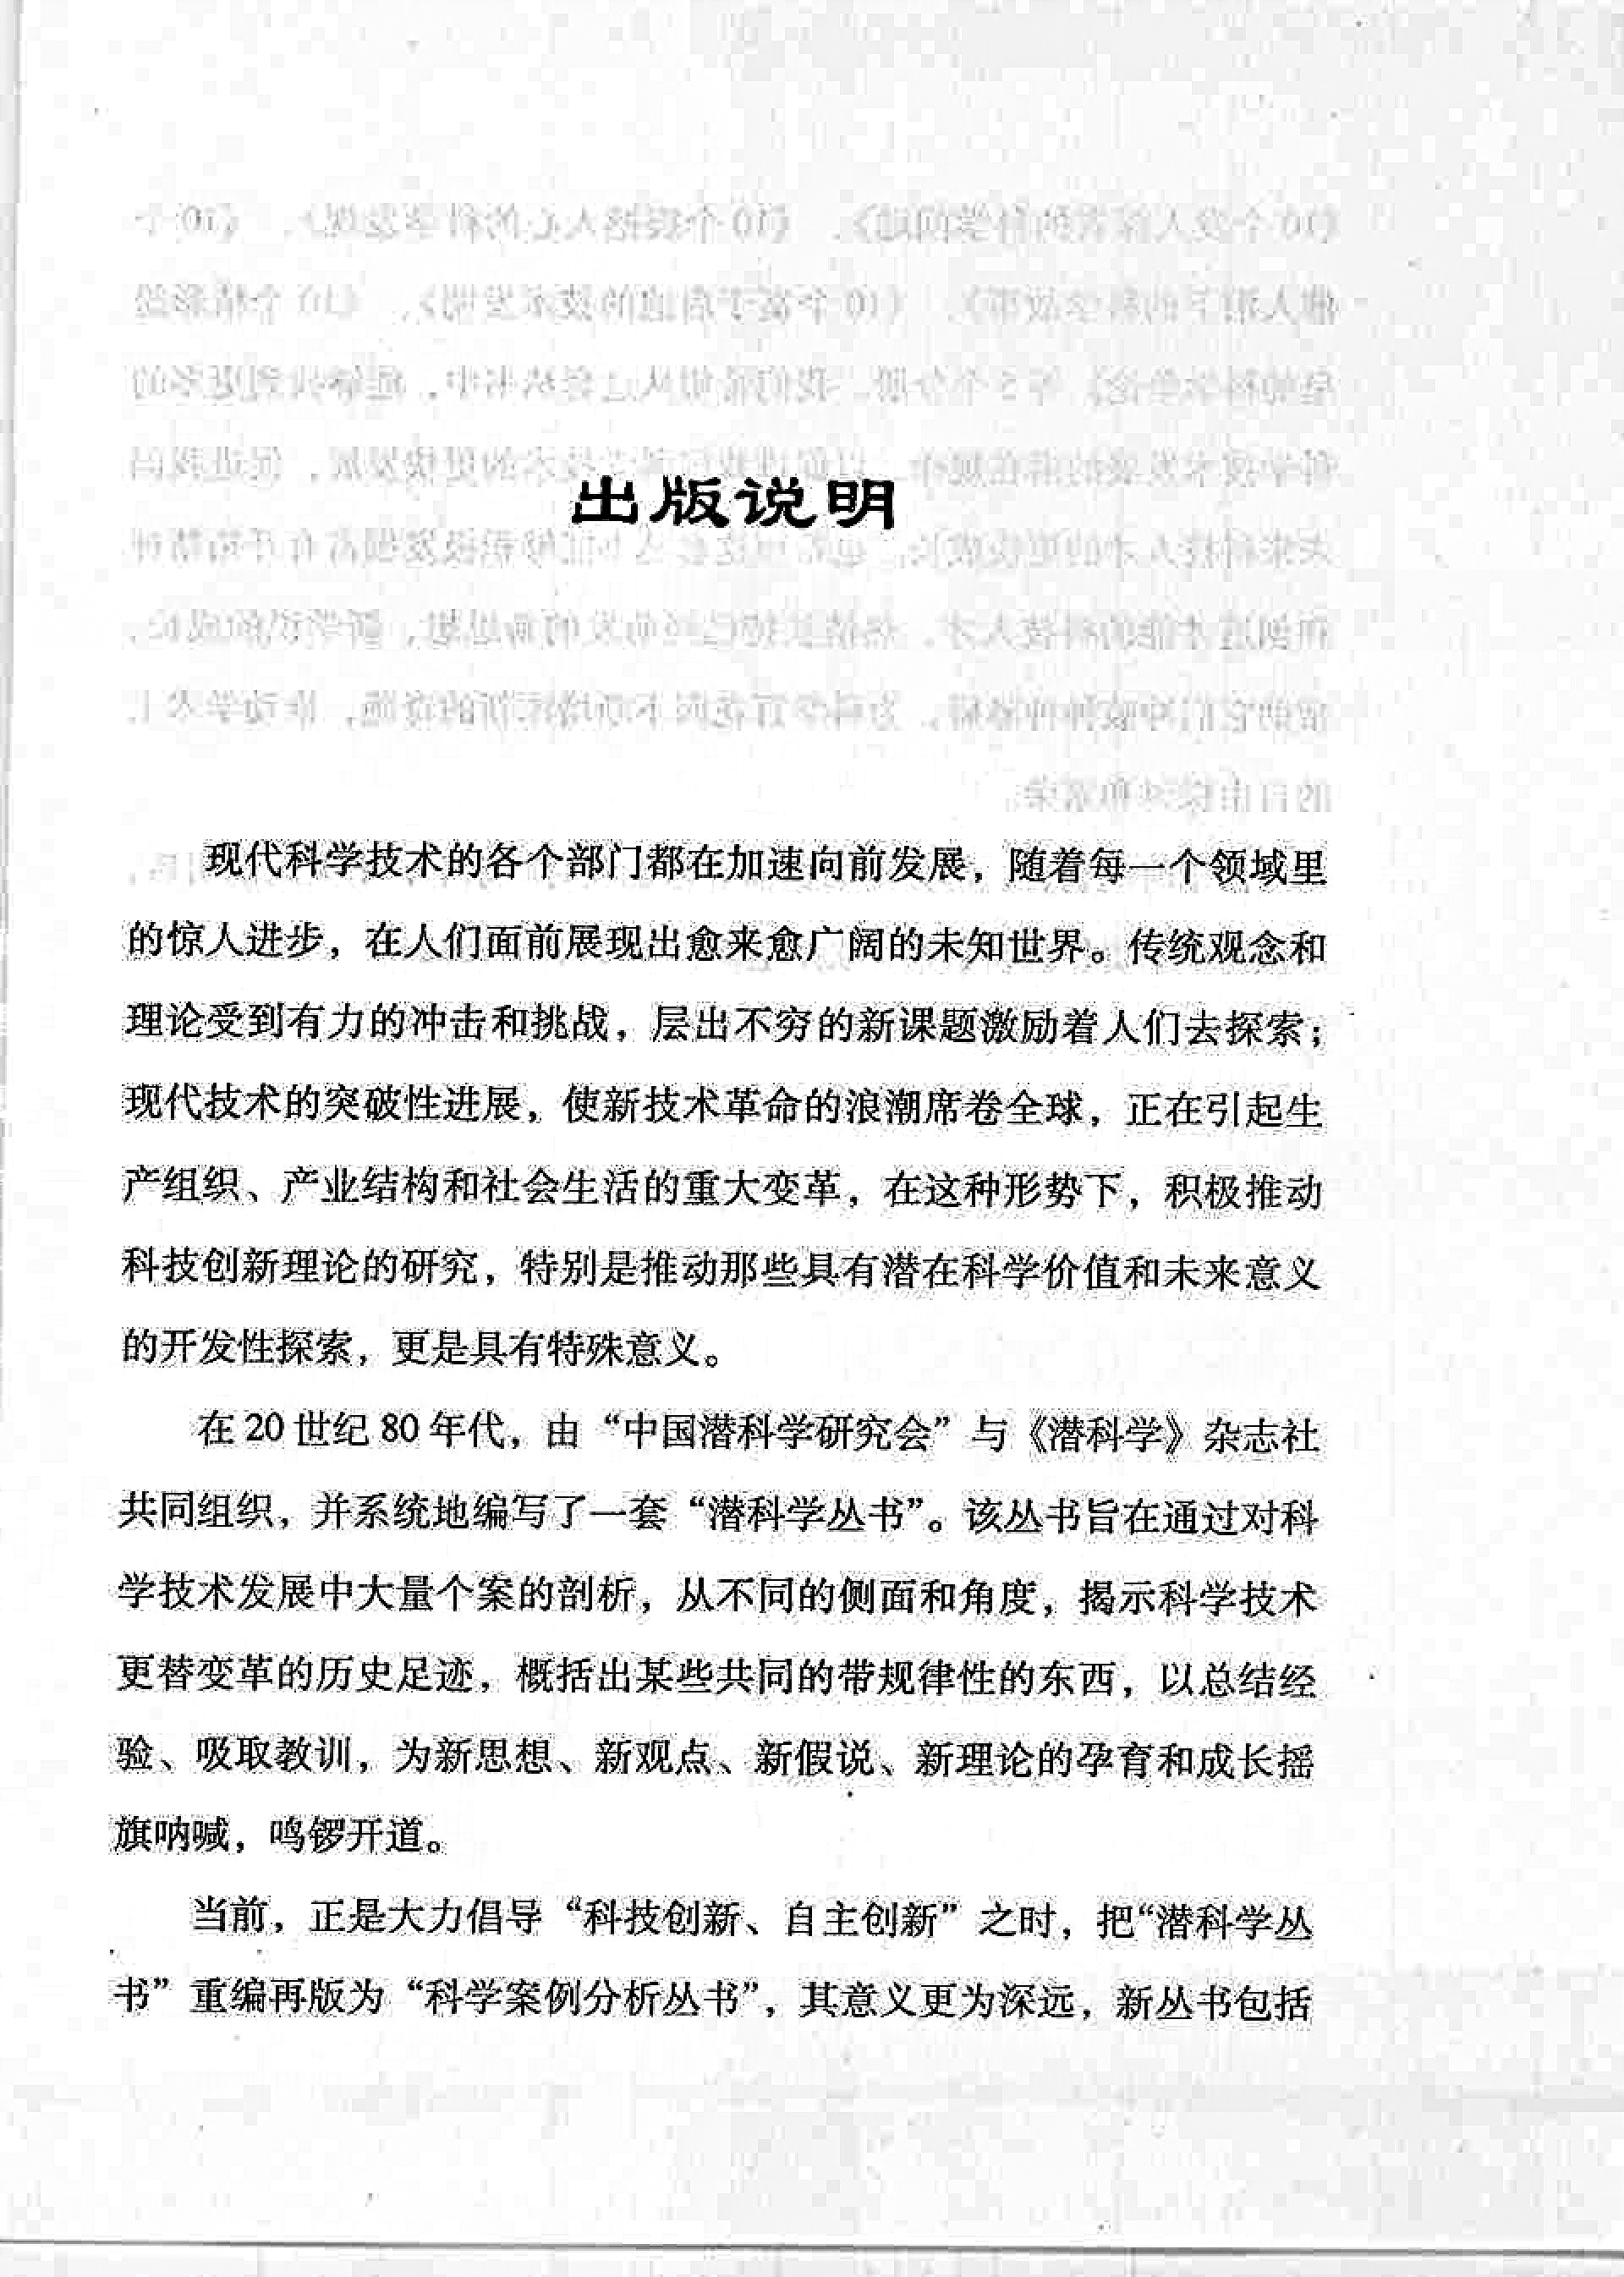 出版说明
现代科学技术的各个部门都在加速向前发展，随着每一个领域里
的惊人进步，在人们面前展现出愈来愈广阔的未知世界。传统观念和
理论受到有力的冲击和挑战，层出不穷的新课题激励着人们去探索；
现代技术的突破性进展，使新技术革命的浪潮席卷全球，正在引起生
产组织、产业结构和社会生活的重大变革，在这种形势下，积极推动
科技创新理论的研究，特别是推动那些具有潜在科学价值和未来意义
的开发性探索，更是具有特殊意义。
在20世纪80年代，由“中国潜科学研究会”与《潜科学》杂志社
共同组织，并系统地编写了一套“潜科学丛书”。该丛书旨在通过对科
学技术发展中大量个案的剖析，从不同的侧面和角度，揭示科学技术
更替变革的历史足迹，概括出某些共同的带规律性的东西，以总结经
验、吸取教训，为新思想、新观点、新假说、新理论的孕育和成长摇
旗呐喊，鸣锣开道。
当前，正是大力倡导“科技创新、自主创新”之时，把“潜科学丛
书”重编再版为“科学案例分析丛书”，其意义更为深远，新丛书包括